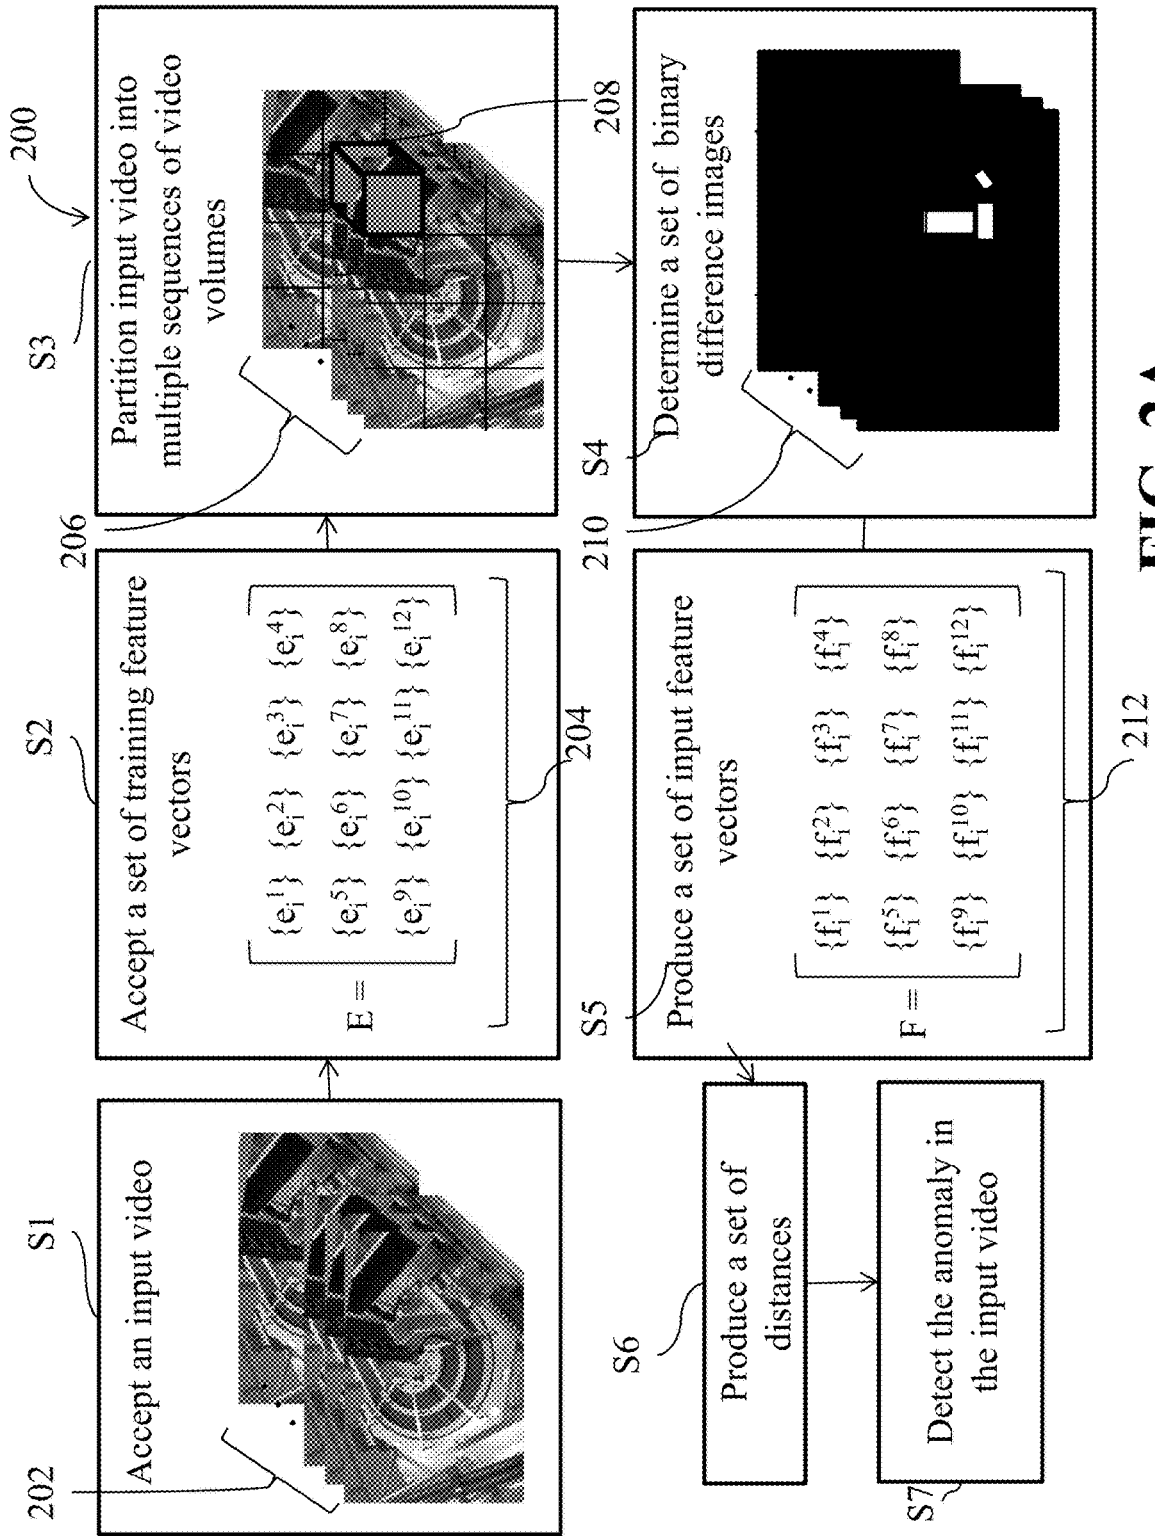 200
S1
202
Accept an input video
S2
Accept a set of training feature
vectors
E =
{e_i^1} {e_i^2} {e_i^3} {e_i^4}
{e_i^5} {e_i^6} {e_i^7} {e_i^8}
{e_i^9} {e_i^10} {e_i^11} {e_i^12}
204
S3
206
Partition input video into
multiple sequences of video
volumes
208
S4
210
Determine a set of binary
difference images
S5
Produce a set of input feature
vectors
F =
{f_i^1} {f_i^2} {f_i^3} {f_i^4}
{f_i^5} {f_i^6} {f_i^7} {f_i^8}
{f_i^9} {f_i^10} {f_i^11} {f_i^12}
212
S6
Produce a set of
distances
S7
Detect the anomaly in
the input video